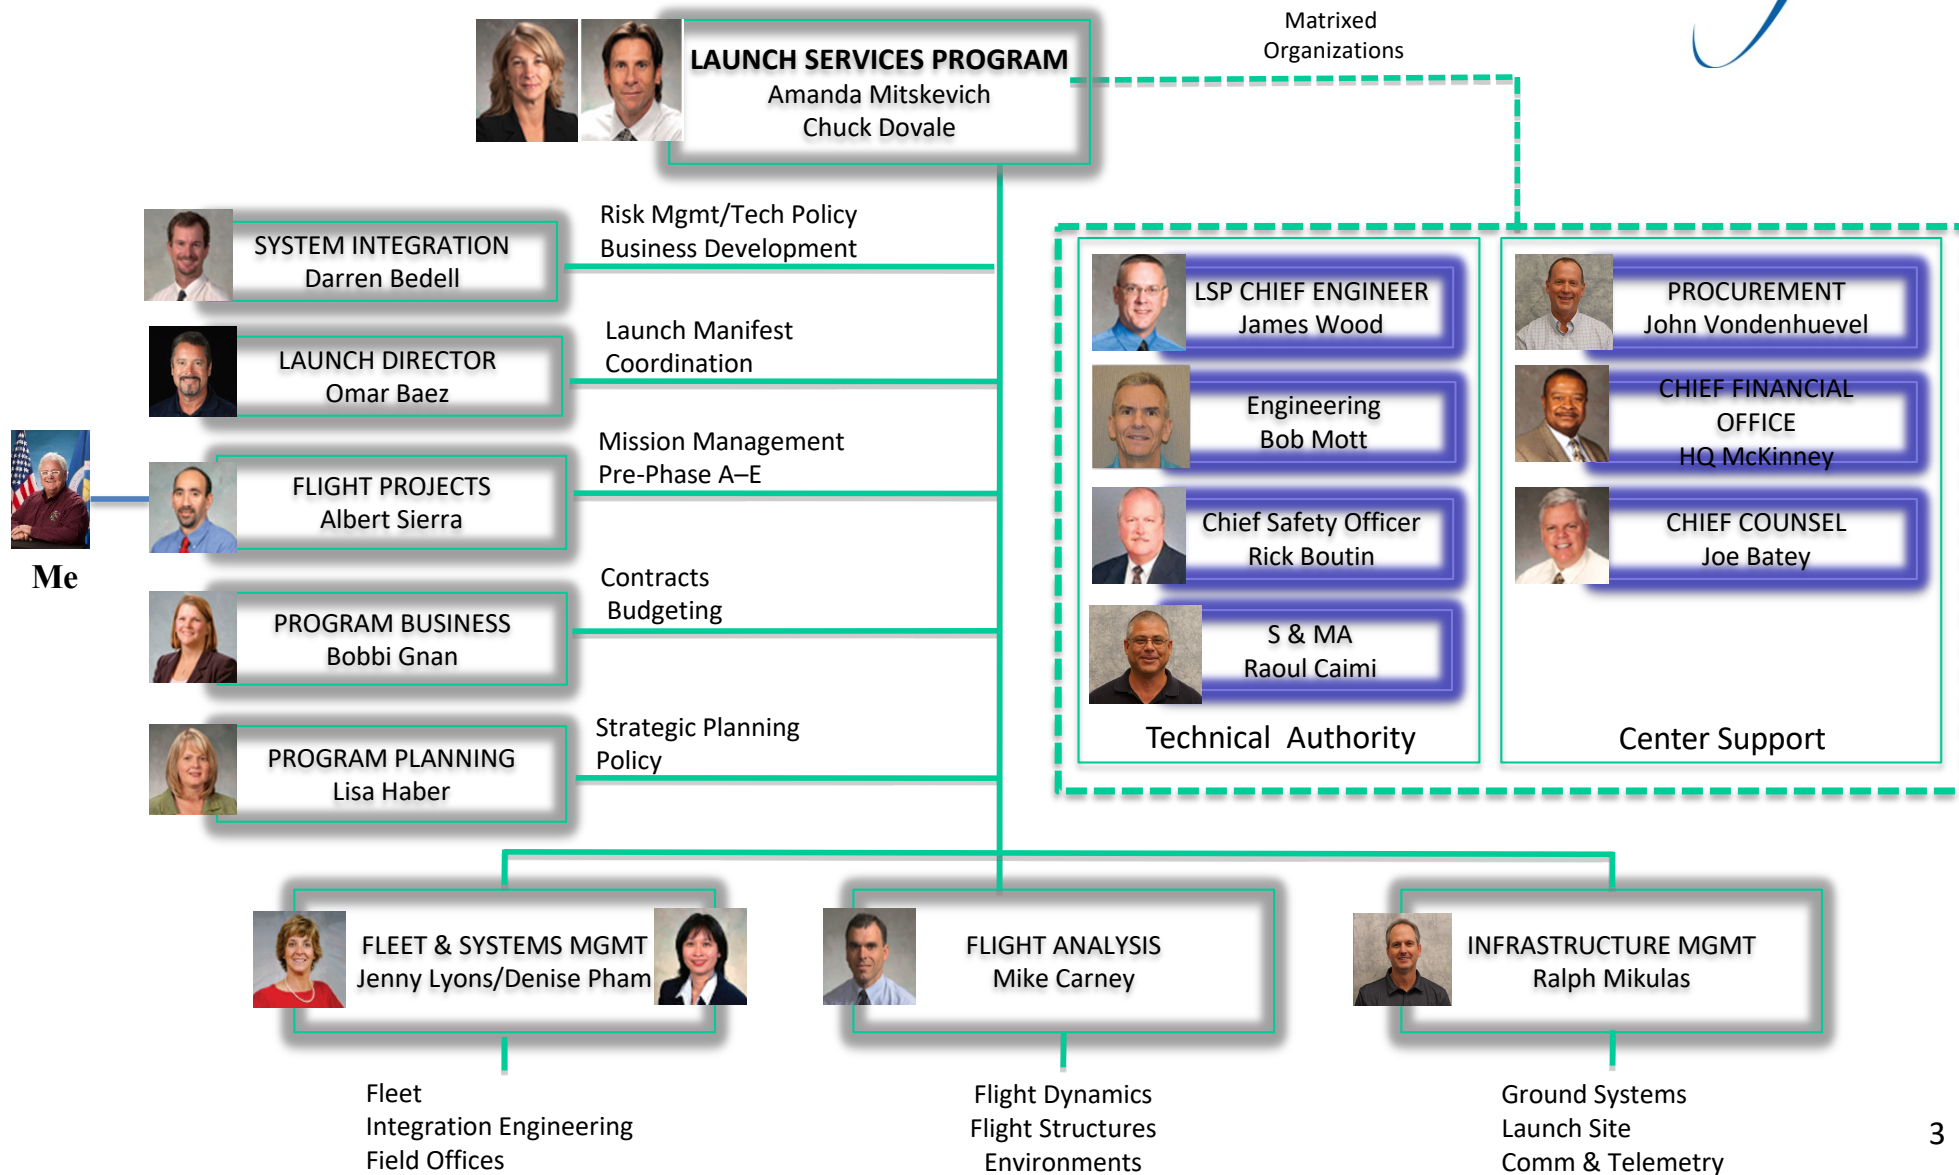 Matrixed
Organizations
LAUNCH SERVICES PROGRAM
Amanda Mitskevich
Chuck Dovale
SYSTEM INTEGRATION
Darren Bedell
Risk Mgmt/Tech Policy
Business Development
LAUNCH DIRECTOR
Omar Baez
Launch Manifest
Coordination
Me
FLIGHT PROJECTS
Albert Sierra
Mission Management
Pre-Phase A–E
PROGRAM BUSINESS
Bobbi Gnan
Contracts
Budgeting
PROGRAM PLANNING
Lisa Haber
Strategic Planning
Policy
LSP CHIEF ENGINEER
James Wood
Engineering
Bob Mott
Chief Safety Officer
Rick Boutin
S & MA
Raoul Caimi
Technical Authority
PROCUREMENT
John Vondenhuevel
CHIEF FINANCIAL
OFFICE
HQ McKinney
CHIEF COUNSEL
Joe Batey
Center Support
FLEET & SYSTEMS MGMT
Jenny Lyons/Denise Pham
Fleet
Integration Engineering
Field Offices
FLIGHT ANALYSIS
Mike Carney
Flight Dynamics
Flight Structures
Environments
INFRASTRUCTURE MGMT
Ralph Mikulas
Ground Systems
Launch Site
Comm & Telemetry
3